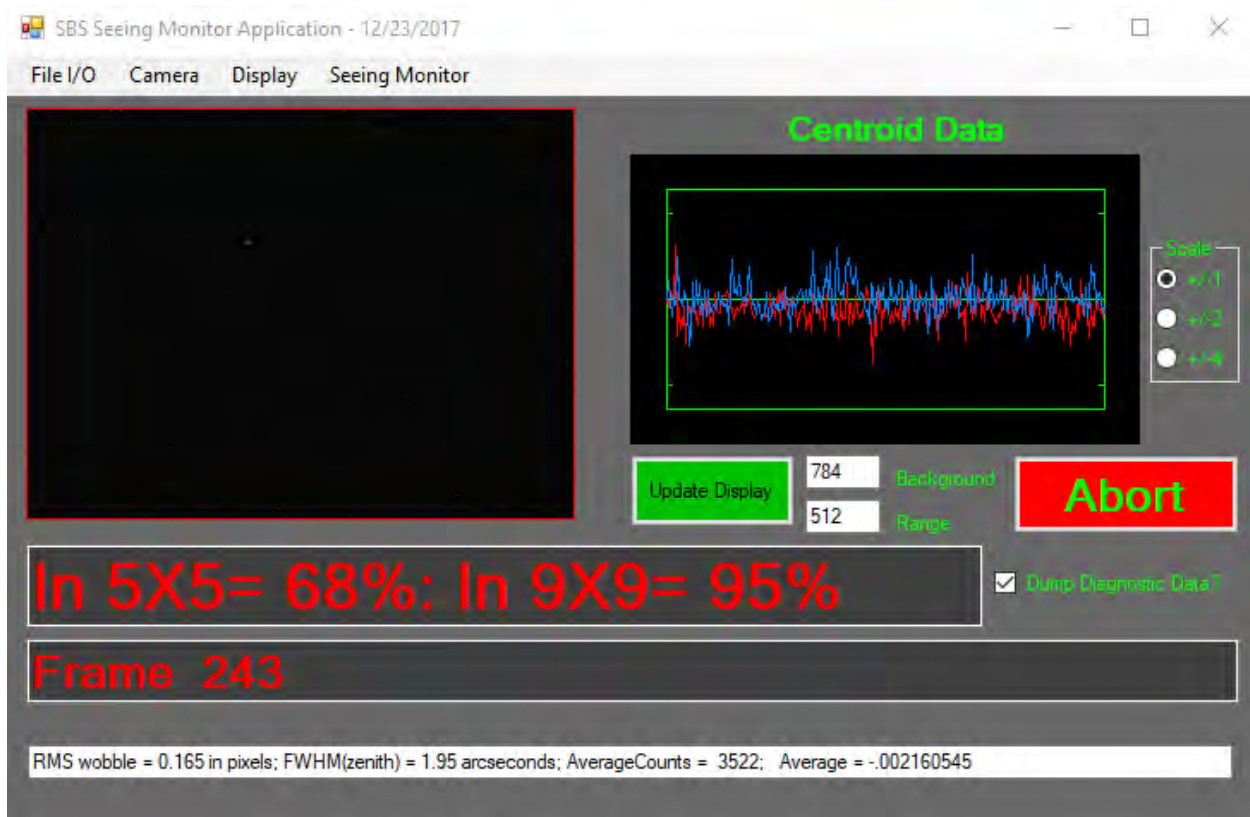 SBS Seeing Monitor Application - 12/23/2017
File I/O Camera Display Seeing Monitor
Centroid Data
Scale
+/-1
+/-2
+/-4
Update Display
784 Background
512 Range
Abort
In 5X5= 68%: In 9X9= 95%
Dump Diagnostic Data?
Frame 243
RMS wobble = 0.165 in pixels; FWHM(zenith) = 1.95 arcseconds; AverageCounts = 3522; Average = -.002160545